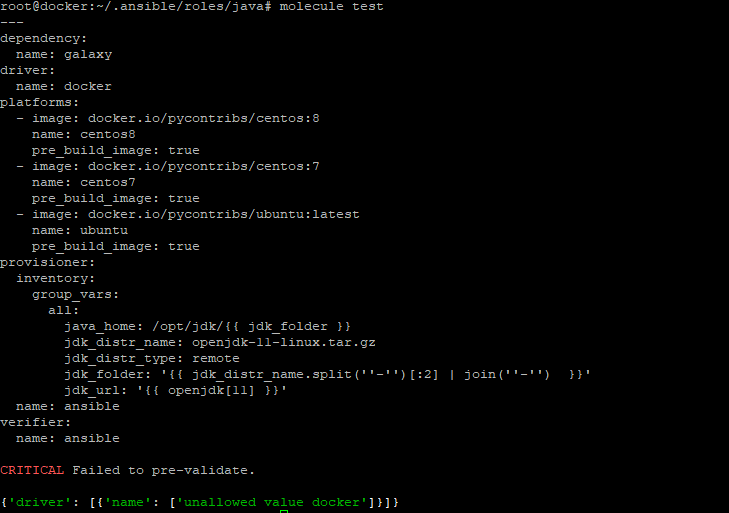 root@docker:~/.ansible/roles/java# molecule test
---
dependency:
  name: galaxy
driver:
  name: docker
platforms:
  - image: docker.io/pycontribs/centos:8
    name: centos8
    pre_build_image: true
  - image: docker.io/pycontribs/centos:7
    name: centos7
    pre_build_image: true
  - image: docker.io/pycontribs/ubuntu:latest
    name: ubuntu
    pre_build_image: true
provisioner:
  inventory:
    group_vars:
      all:
        java_home: /opt/jdk/{{ jdk_folder }}
        jdk_distr_name: openjdk-11-linux.tar.gz
        jdk_distr_type: remote
        jdk_folder: '{{ jdk_distr_name.split(''-'')[:2] | join(''-'')  }}'
        jdk_url: '{{ openjdk[11] }}'
  name: ansible
verifier:
  name: ansible

CRITICAL Failed to pre-validate.

{'driver': [{'name': ['unallowed value docker']}]}